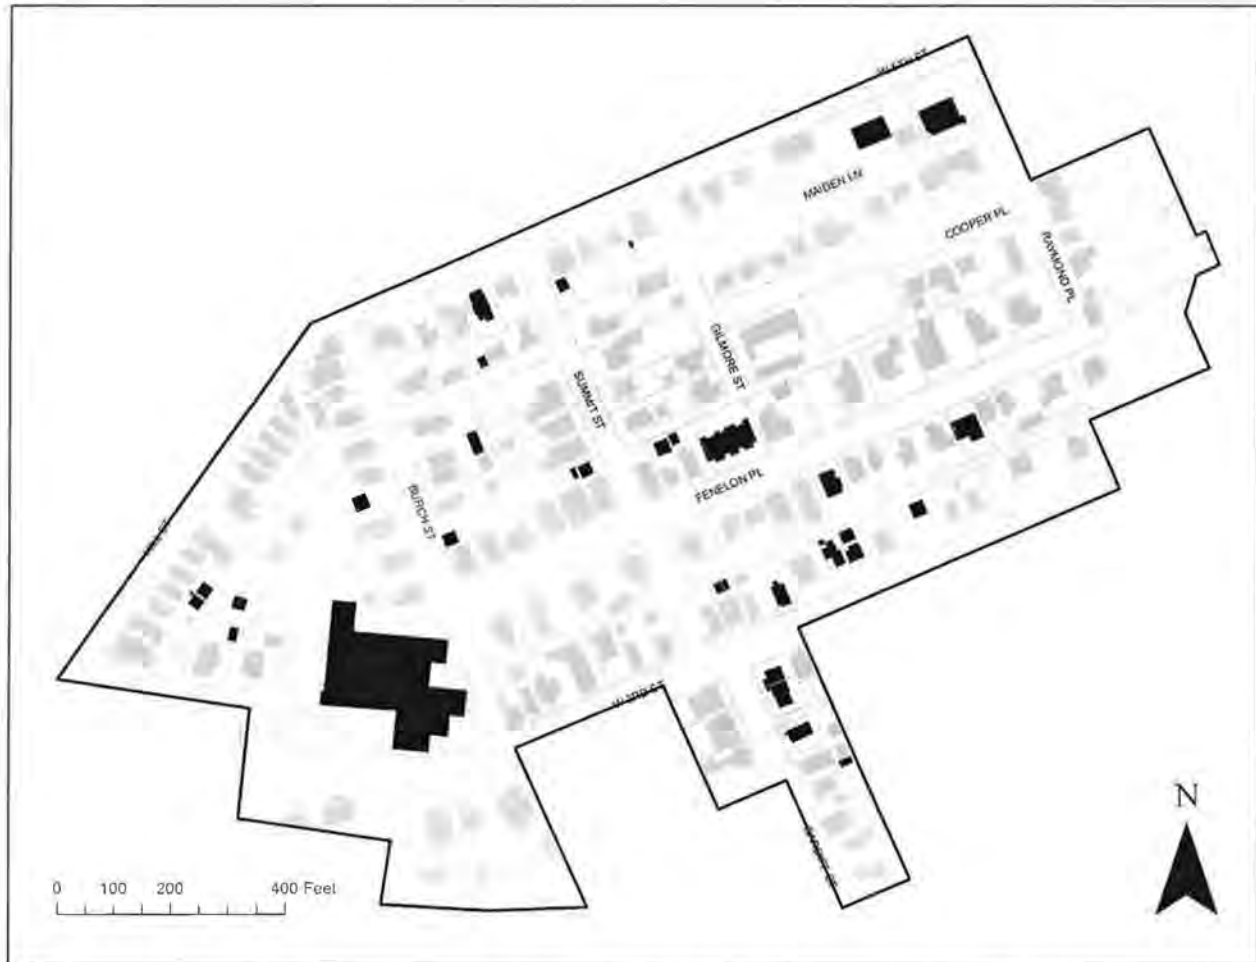 MAIDEN LN
COOPER PL
RAYMOND PL
GILMORE ST
SUMMIT ST
FENELON PL
BURCH ST
N
0 100 200 400 Feet